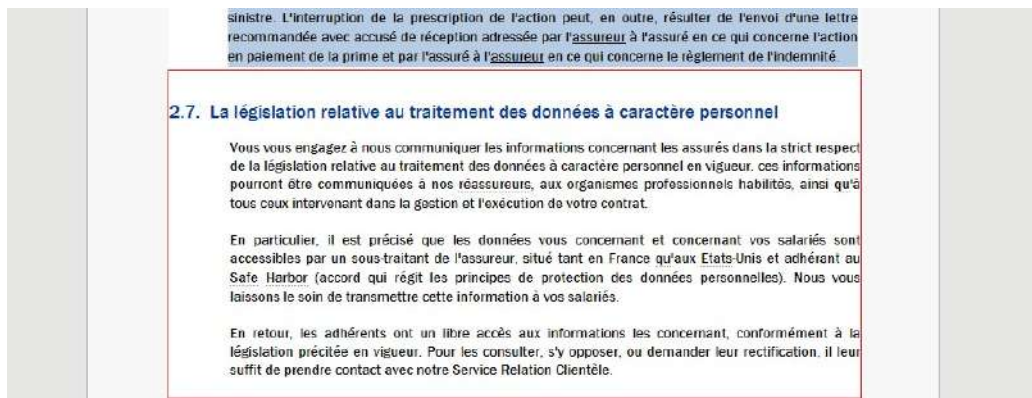 sinistre. L'interruption de la prescription de l'action peut, en outre, résulter de l'envoi d'une lettre
recommandée avec accusé de réception adressée par l'assureur à l'assuré en ce qui concerne l'action
en paiement de la prime et par l'assuré à l'assureur en ce qui concerne le règlement de l'indemnité.
2.7. La législation relative au traitement des données à caractère personnel
Vous vous engagez à nous communiquer les informations concernant les assurés dans la strict respect
de la législation relative au traitement des données à caractère personnel en vigueur. ces informations
pourront être communiquées à nos réassureurs, aux organismes professionnels habilités, ainsi qu'à
tous ceux intervenant dans la gestion et l'exécution de votre contrat.
En particulier, il est précisé que les données vous concernant et concernant vos salariés sont
accessibles par un sous-traitant de l'assureur, situé tant en France qu'aux Etats-Unis et adhérant au
Safe Harbor (accord qui régit les principes de protection des données personnelles). Nous vous
laissons le soin de transmettre cette information à vos salariés.
En retour, les adhérents ont un libre accès aux informations les concernant, conformément à la
législation précitée en vigueur. Pour les consulter, s'y opposer, ou demander leur rectification, il leur
suffit de prendre contact avec notre Service Relation Clientèle.